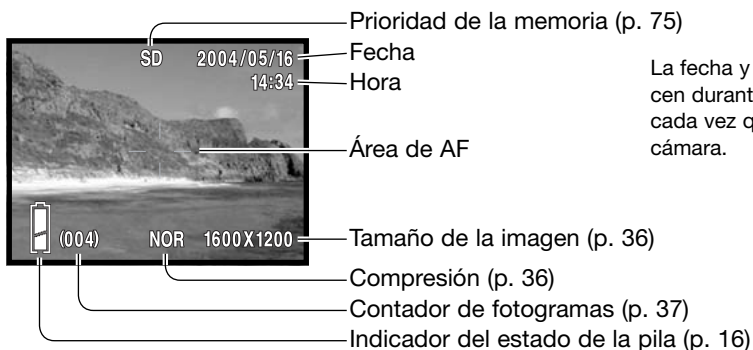 Prioridad de la memoria (p. 75)
SD 2004/05/16
Fecha
14:34
Hora
La fecha y
cen durant
cada vez q
cámara.
Área de AF
(004) NOR 1600X1200
Tamaño de la imagen (p. 36)
Compresión (p. 36)
Contador de fotogramas (p. 37)
Indicador del estado de la pila (p. 16)